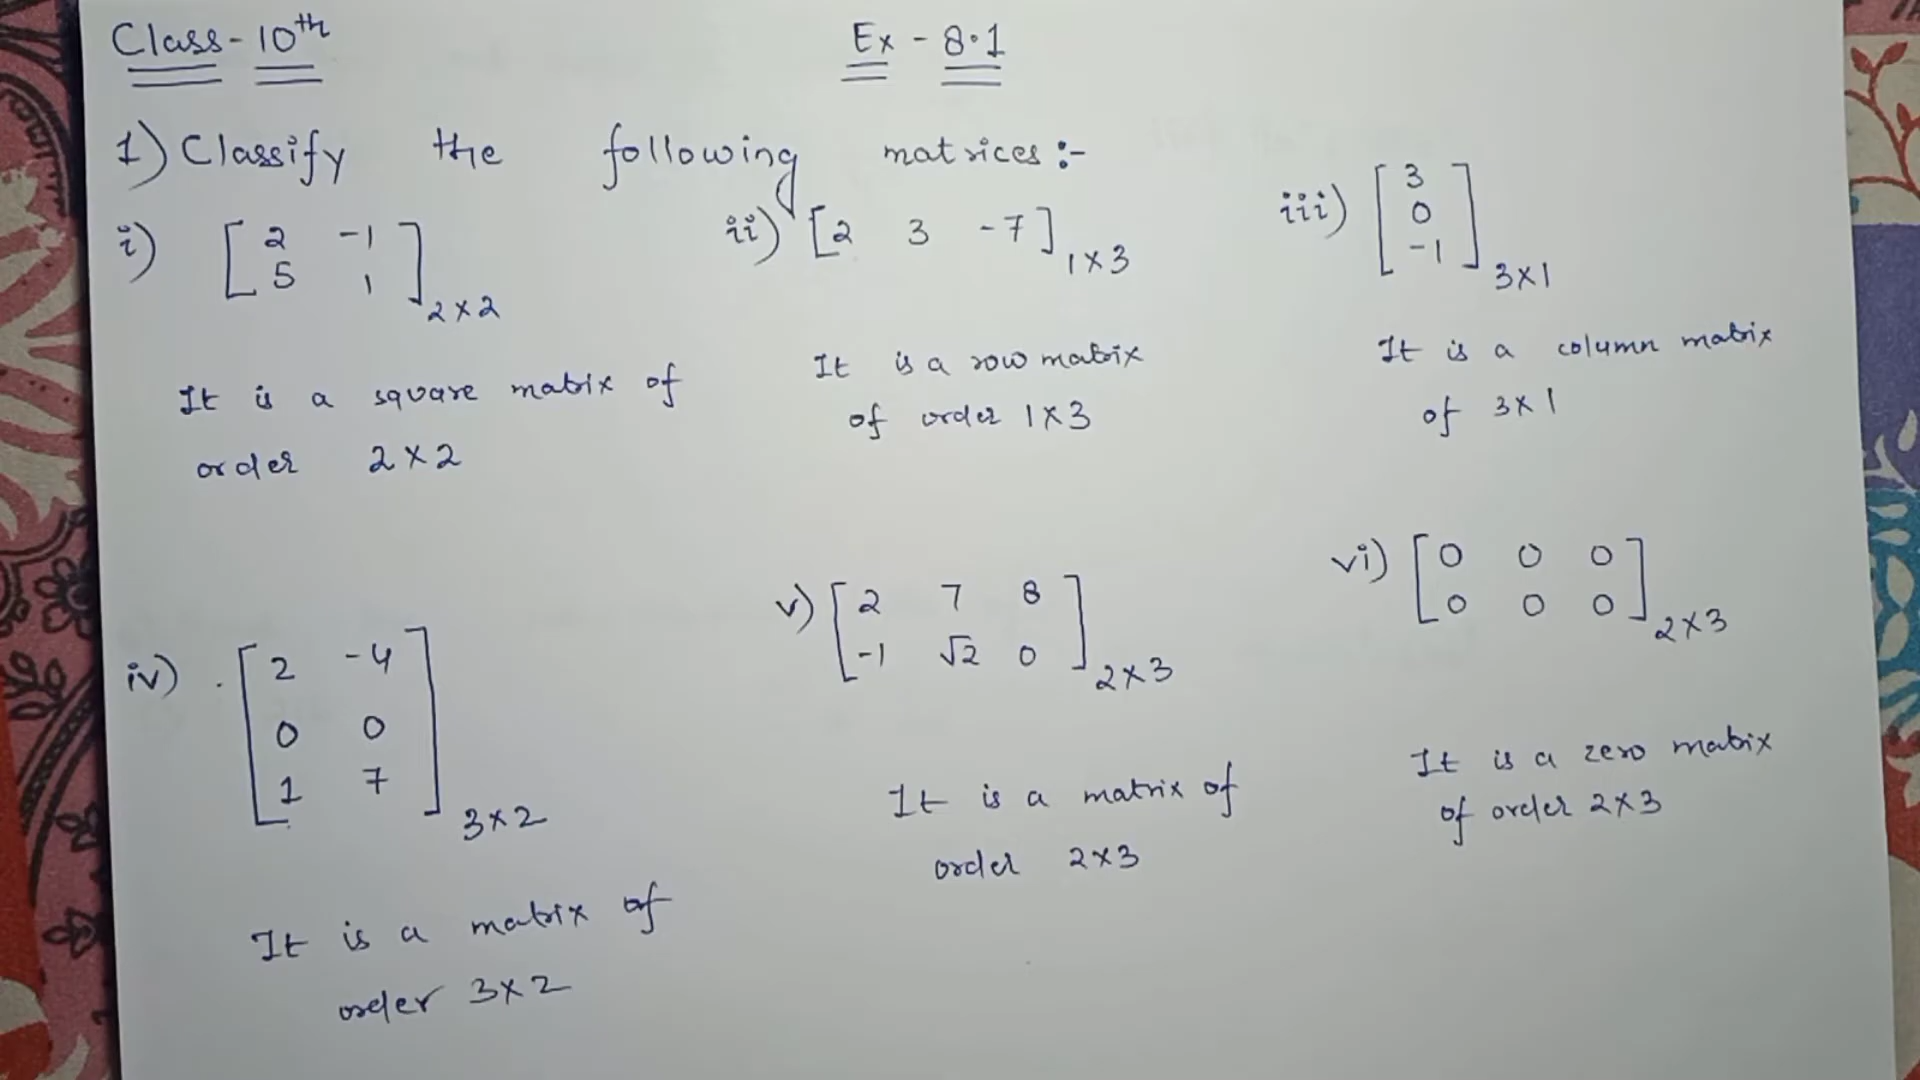 Class - 10th
Ex - 8.1
1) Classify the following matrices :-
i) [ 2 -1
5 1 ] 2×2
It is a square matrix of
order 2×2
ii) [ 2 3 -7 ] 1×3
It is a row matrix
of order 1×3
iii) [ 3
0
-1 ] 3×1
It is a column matrix
of 3×1
iv) [ 2 -4
0 0
1 7 ] 3×2
It is a matrix of
order 3×2
v) [ 2 7 8
-1 √2 0 ] 2×3
It is a matrix of
order 2×3
vi) [ 0 0 0
0 0 0 ] 2×3
It is a zero matrix
of order 2×3